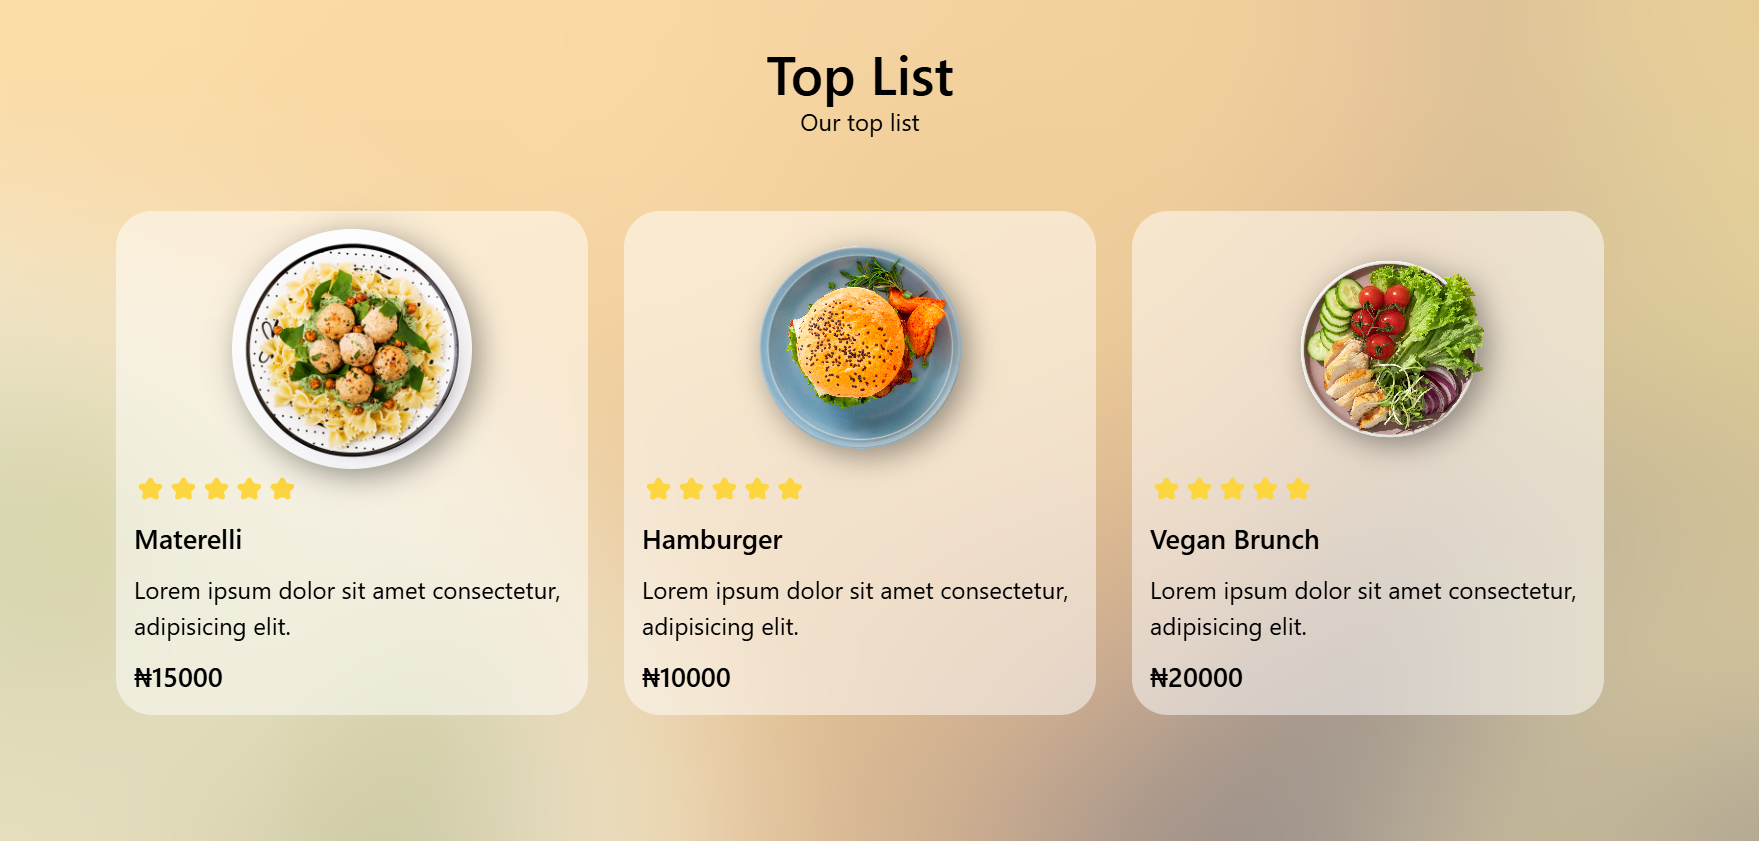 Top List
Our top list
Materelli
Lorem ipsum dolor sit amet consectetur,
adipisicing elit.
₦15000
Hamburger
Lorem ipsum dolor sit amet consectetur,
adipisicing elit.
₦10000
Vegan Brunch
Lorem ipsum dolor sit amet consectetur,
adipisicing elit.
₦20000